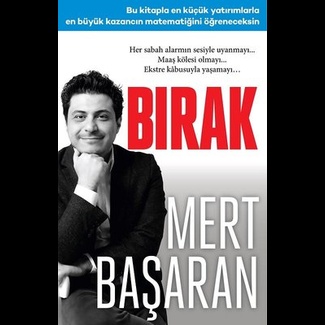 Bu kitapla en küçük yatırımlarla
en büyük kazancın matematiğini öğreneceksin
Her sabah alarmın sesiyle uyanmayı...
Maaş kölesi olmayı...
Ekstre kâbusuyla yaşamayı...
BIRAK
MERT
BAŞARAN